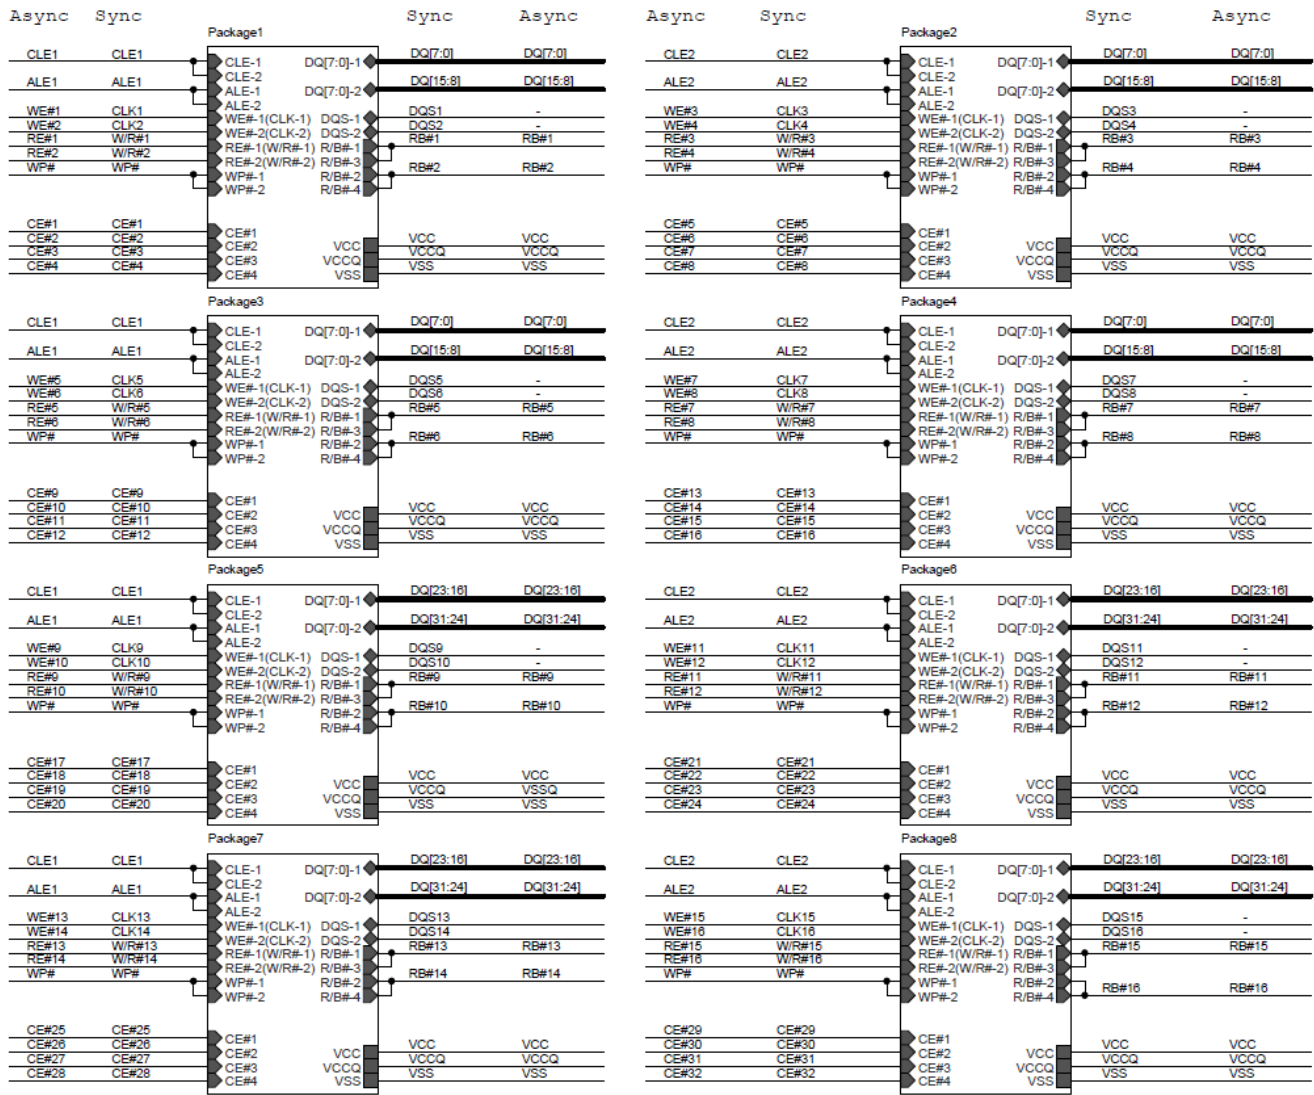 Async Sync Sync Async Async Sync Sync Async
Package1 Package2
CLE1 CLE1 CLE-1 DQ[7:0]-1 DQ[7:0] DQ[7:0] CLE2 CLE2 CLE-1 DQ[7:0]-1 DQ[7:0] DQ[7:0]
CLE-2 CLE-2
ALE1 ALE1 ALE-1 DQ[7:0]-2 DQ[15:8] DQ[15:8] ALE2 ALE2 ALE-1 DQ[7:0]-2 DQ[15:8] DQ[15:8]
ALE-2 ALE-2
WE#1 CLK1 WE#-1(CLK-1) DQS-1 DQS1 - WE#3 CLK3 WE#-1(CLK-1) DQS-1 DQS3 -
WE#2 CLK2 WE#-2(CLK-2) DQS-2 DQS2 - WE#4 CLK4 WE#-2(CLK-2) DQS-2 DQS4 -
RE#1 W/R#1 RE#-1(W/R#-1) R/B#-1 RB#1 RB#1 RE#3 W/R#3 RE#-1(W/R#-1) R/B#-1 RB#3 RB#3
RE#2 W/R#2 RE#-2(W/R#-2) R/B#-3 RE#4 W/R#4 RE#-2(W/R#-2) R/B#-3
WP# WP# WP#-1 R/B#-2 RB#2 RB#2 WP# WP# WP#-1 R/B#-2 RB#4 RB#4
WP#-2 R/B#-4 WP#-2 R/B#-4
CE#1 CE#1 CE#1 CE#5 CE#5 CE#1
CE#2 CE#2 CE#2 VCC VCC VCC CE#6 CE#6 CE#2 VCC VCC VCC
CE#3 CE#3 CE#3 VCCQ VCCQ VCCQ CE#7 CE#7 CE#3 VCCQ VCCQ VCCQ
CE#4 CE#4 CE#4 VSS VSS VSS CE#8 CE#8 CE#4 VSS VSS VSS
Package3 Package4
CLE1 CLE1 CLE-1 DQ[7:0]-1 DQ[7:0] DQ[7:0] CLE2 CLE2 CLE-1 DQ[7:0]-1 DQ[7:0] DQ[7:0]
CLE-2 CLE-2
ALE1 ALE1 ALE-1 DQ[7:0]-2 DQ[15:8] DQ[15:8] ALE2 ALE2 ALE-1 DQ[7:0]-2 DQ[15:8] DQ[15:8]
ALE-2 ALE-2
WE#5 CLK5 WE#-1(CLK-1) DQS-1 DQS5 - WE#7 CLK7 WE#-1(CLK-1) DQS-1 DQS7 -
WE#6 CLK6 WE#-2(CLK-2) DQS-2 DQS6 - WE#8 CLK8 WE#-2(CLK-2) DQS-2 DQS8 -
RE#5 W/R#5 RE#-1(W/R#-1) R/B#-1 RB#5 RB#5 RE#7 W/R#7 RE#-1(W/R#-1) R/B#-1 RB#7 RB#7
RE#6 W/R#6 RE#-2(W/R#-2) R/B#-3 RE#8 W/R#8 RE#-2(W/R#-2) R/B#-3
WP# WP# WP#-1 R/B#-2 RB#6 RB#6 WP# WP# WP#-1 R/B#-2 RB#8 RB#8
WP#-2 R/B#-4 WP#-2 R/B#-4
CE#9 CE#9 CE#1 CE#13 CE#13 CE#1
CE#10 CE#10 CE#2 VCC VCC VCC CE#14 CE#14 CE#2 VCC VCC VCC
CE#11 CE#11 CE#3 VCCQ VCCQ VCCQ CE#15 CE#15 CE#3 VCCQ VCCQ VCCQ
CE#12 CE#12 CE#4 VSS VSS VSS CE#16 CE#16 CE#4 VSS VSS VSS
Package5 Package6
CLE1 CLE1 CLE-1 DQ[7:0]-1 DQ[23:16] DQ[23:16] CLE2 CLE2 CLE-1 DQ[7:0]-1 DQ[23:16] DQ[23:16]
CLE-2 CLE-2
ALE1 ALE1 ALE-1 DQ[7:0]-2 DQ[31:24] DQ[31:24] ALE2 ALE2 ALE-1 DQ[7:0]-2 DQ[31:24] DQ[31:24]
ALE-2 ALE-2
WE#9 CLK9 WE#-1(CLK-1) DQS-1 DQS9 - WE#11 CLK11 WE#-1(CLK-1) DQS-1 DQS11 -
WE#10 CLK10 WE#-2(CLK-2) DQS-2 DQS10 - WE#12 CLK12 WE#-2(CLK-2) DQS-2 DQS12 -
RE#9 W/R#9 RE#-1(W/R#-1) R/B#-1 RB#9 RB#9 RE#11 W/R#11 RE#-1(W/R#-1) R/B#-1 RB#11 RB#11
RE#10 W/R#10 RE#-2(W/R#-2) R/B#-3 RE#12 W/R#12 RE#-2(W/R#-2) R/B#-3
WP# WP# WP#-1 R/B#-2 RB#10 RB#10 WP# WP# WP#-1 R/B#-2 RB#12 RB#12
WP#-2 R/B#-4 WP#-2 R/B#-4
CE#17 CE#17 CE#1 CE#21 CE#21 CE#1
CE#18 CE#18 CE#2 VCC VCC VCC CE#22 CE#22 CE#2 VCC VCC VCC
CE#19 CE#19 CE#3 VCCQ VCCQ VSSQ CE#23 CE#23 CE#3 VCCQ VCCQ VCCQ
CE#20 CE#20 CE#4 VSS VSS VSS CE#24 CE#24 CE#4 VSS VSS VSS
Package7 Package8
CLE1 CLE1 CLE-1 DQ[7:0]-1 DQ[23:16] DQ[23:16] CLE2 CLE2 CLE-1 DQ[7:0]-1 DQ[23:16] DQ[23:16]
CLE-2 CLE-2
ALE1 ALE1 ALE-1 DQ[7:0]-2 DQ[31:24] DQ[31:24] ALE2 ALE2 ALE-1 DQ[7:0]-2 DQ[31:24] DQ[31:24]
ALE-2 ALE-2
WE#13 CLK13 WE#-1(CLK-1) DQS-1 DQS13 WE#15 CLK15 WE#-1(CLK-1) DQS-1 DQS15 -
WE#14 CLK14 WE#-2(CLK-2) DQS-2 DQS14 WE#16 CLK16 WE#-2(CLK-2) DQS-2 DQS16 -
RE#13 W/R#13 RE#-1(W/R#-1) R/B#-1 RB#13 RB#13 RE#15 W/R#15 RE#-1(W/R#-1) R/B#-1 RB#15 RB#15
RE#14 W/R#14 RE#-2(W/R#-2) R/B#-3 RE#16 W/R#16 RE#-2(W/R#-2) R/B#-3
WP# WP# WP#-1 R/B#-2 RB#14 RB#14 WP# WP# WP#-1 R/B#-2
WP#-2 R/B#-4 WP#-2 R/B#-4 RB#16 RB#16
CE#25 CE#25 CE#1 CE#29 CE#29 CE#1
CE#26 CE#26 CE#2 VCC VCC VCC CE#30 CE#30 CE#2 VCC VCC VCC
CE#27 CE#27 CE#3 VCCQ VCCQ VCCQ CE#31 CE#31 CE#3 VCCQ VCCQ VCCQ
CE#28 CE#28 CE#4 VSS VSS VSS CE#32 CE#32 CE#4 VSS VSS VSS